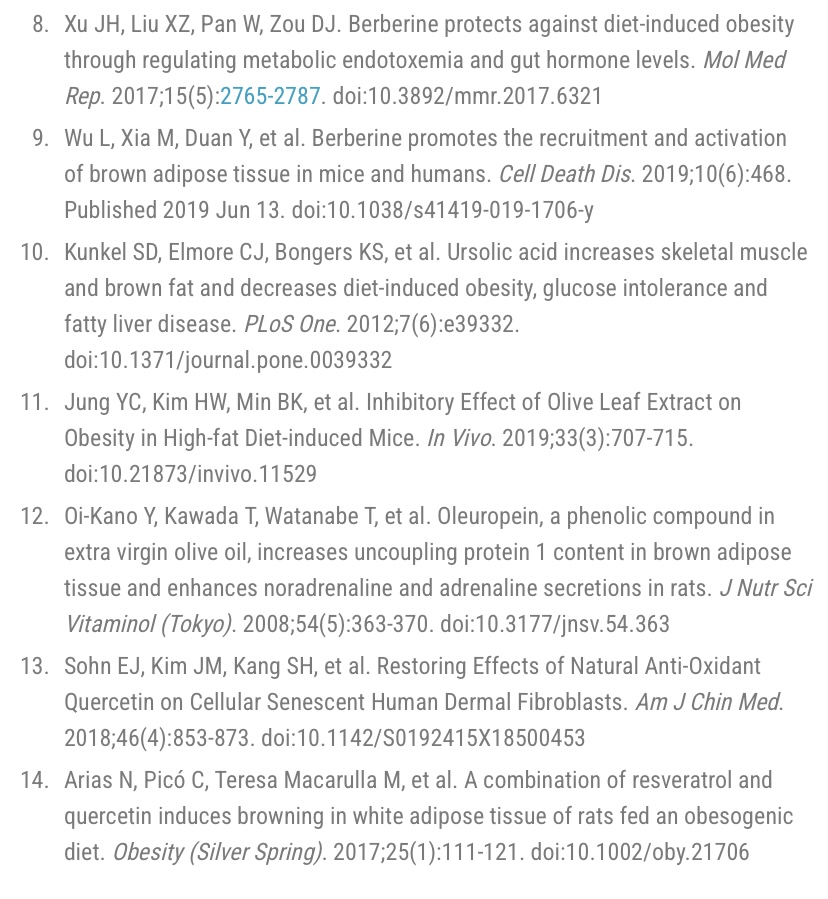 8. Xu JH, Liu XZ, Pan W, Zou DJ. Berberine protects against diet-induced obesity
through regulating metabolic endotoxemia and gut hormone levels. Mol Med
Rep. 2017;15(5):2765-2787. doi:10.3892/mmr.2017.6321
9. Wu L, Xia M, Duan Y, et al. Berberine promotes the recruitment and activation
of brown adipose tissue in mice and humans. Cell Death Dis. 2019;10(6):468.
Published 2019 Jun 13. doi:10.1038/s41419-019-1706-y
10. Kunkel SD, Elmore CJ, Bongers KS, et al. Ursolic acid increases skeletal muscle
and brown fat and decreases diet-induced obesity, glucose intolerance and
fatty liver disease. PLoS One. 2012;7(6):e39332.
doi:10.1371/journal.pone.0039332
11. Jung YC, Kim HW, Min BK, et al. Inhibitory Effect of Olive Leaf Extract on
Obesity in High-fat Diet-induced Mice. In Vivo. 2019;33(3):707-715.
doi:10.21873/invivo.11529
12. Oi-Kano Y, Kawada T, Watanabe T, et al. Oleuropein, a phenolic compound in
extra virgin olive oil, increases uncoupling protein 1 content in brown adipose
tissue and enhances noradrenaline and adrenaline secretions in rats. J Nutr Sci
Vitaminol (Tokyo). 2008;54(5):363-370. doi:10.3177/jnsv.54.363
13. Sohn EJ, Kim JM, Kang SH, et al. Restoring Effects of Natural Anti-Oxidant
Quercetin on Cellular Senescent Human Dermal Fibroblasts. Am J Chin Med.
2018;46(4):853-873. doi:10.1142/S0192415X18500453
14. Arias N, Picó C, Teresa Macarulla M, et al. A combination of resveratrol and
quercetin induces browning in white adipose tissue of rats fed an obesogenic
diet. Obesity (Silver Spring). 2017;25(1):111-121. doi:10.1002/oby.21706